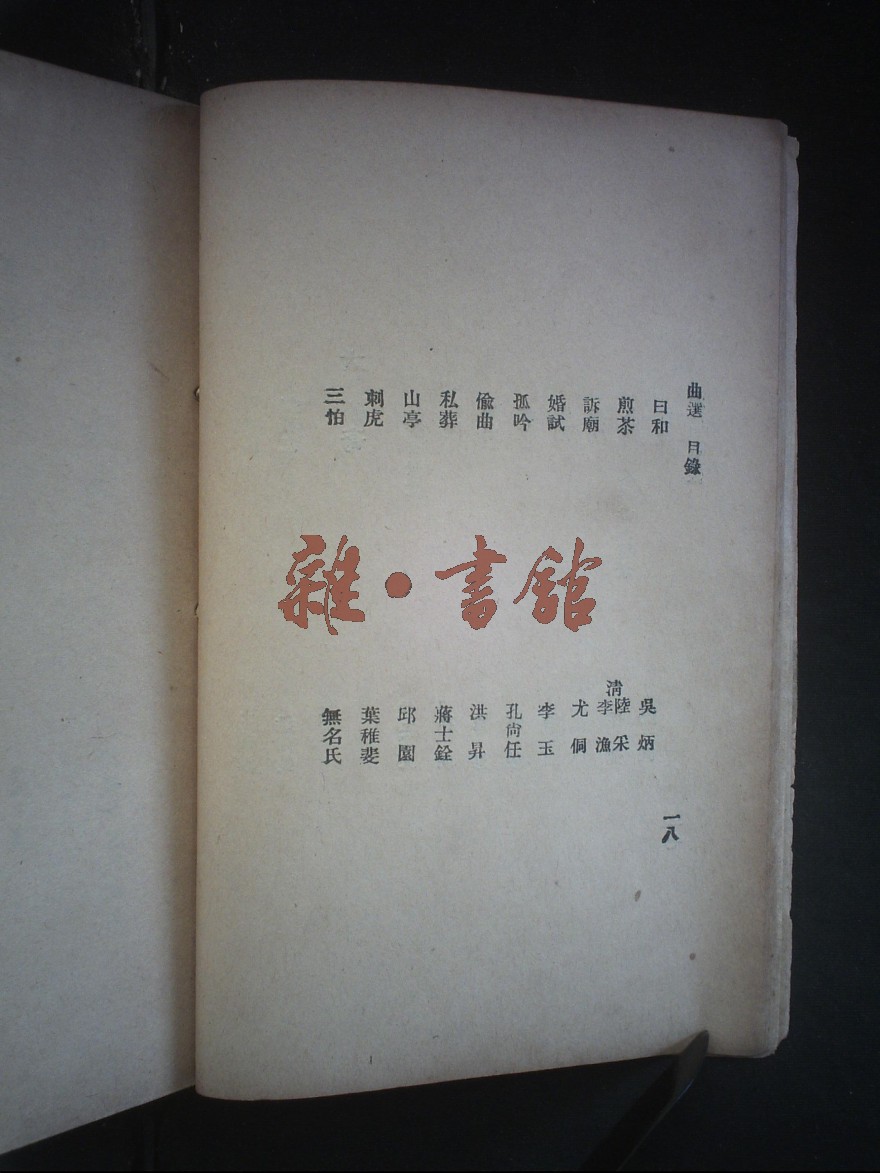 曲選 目錄
曰和 吳炳
煎茶 清陸采 李漁
訴廟 尤侗
婚試 李玉
孤吟 孔尚任
偷曲 洪昇
私葬 蔣士銓
山亭 邱園
刺虎 葉稚斐
三怕 無名氏
一八
雜·書館